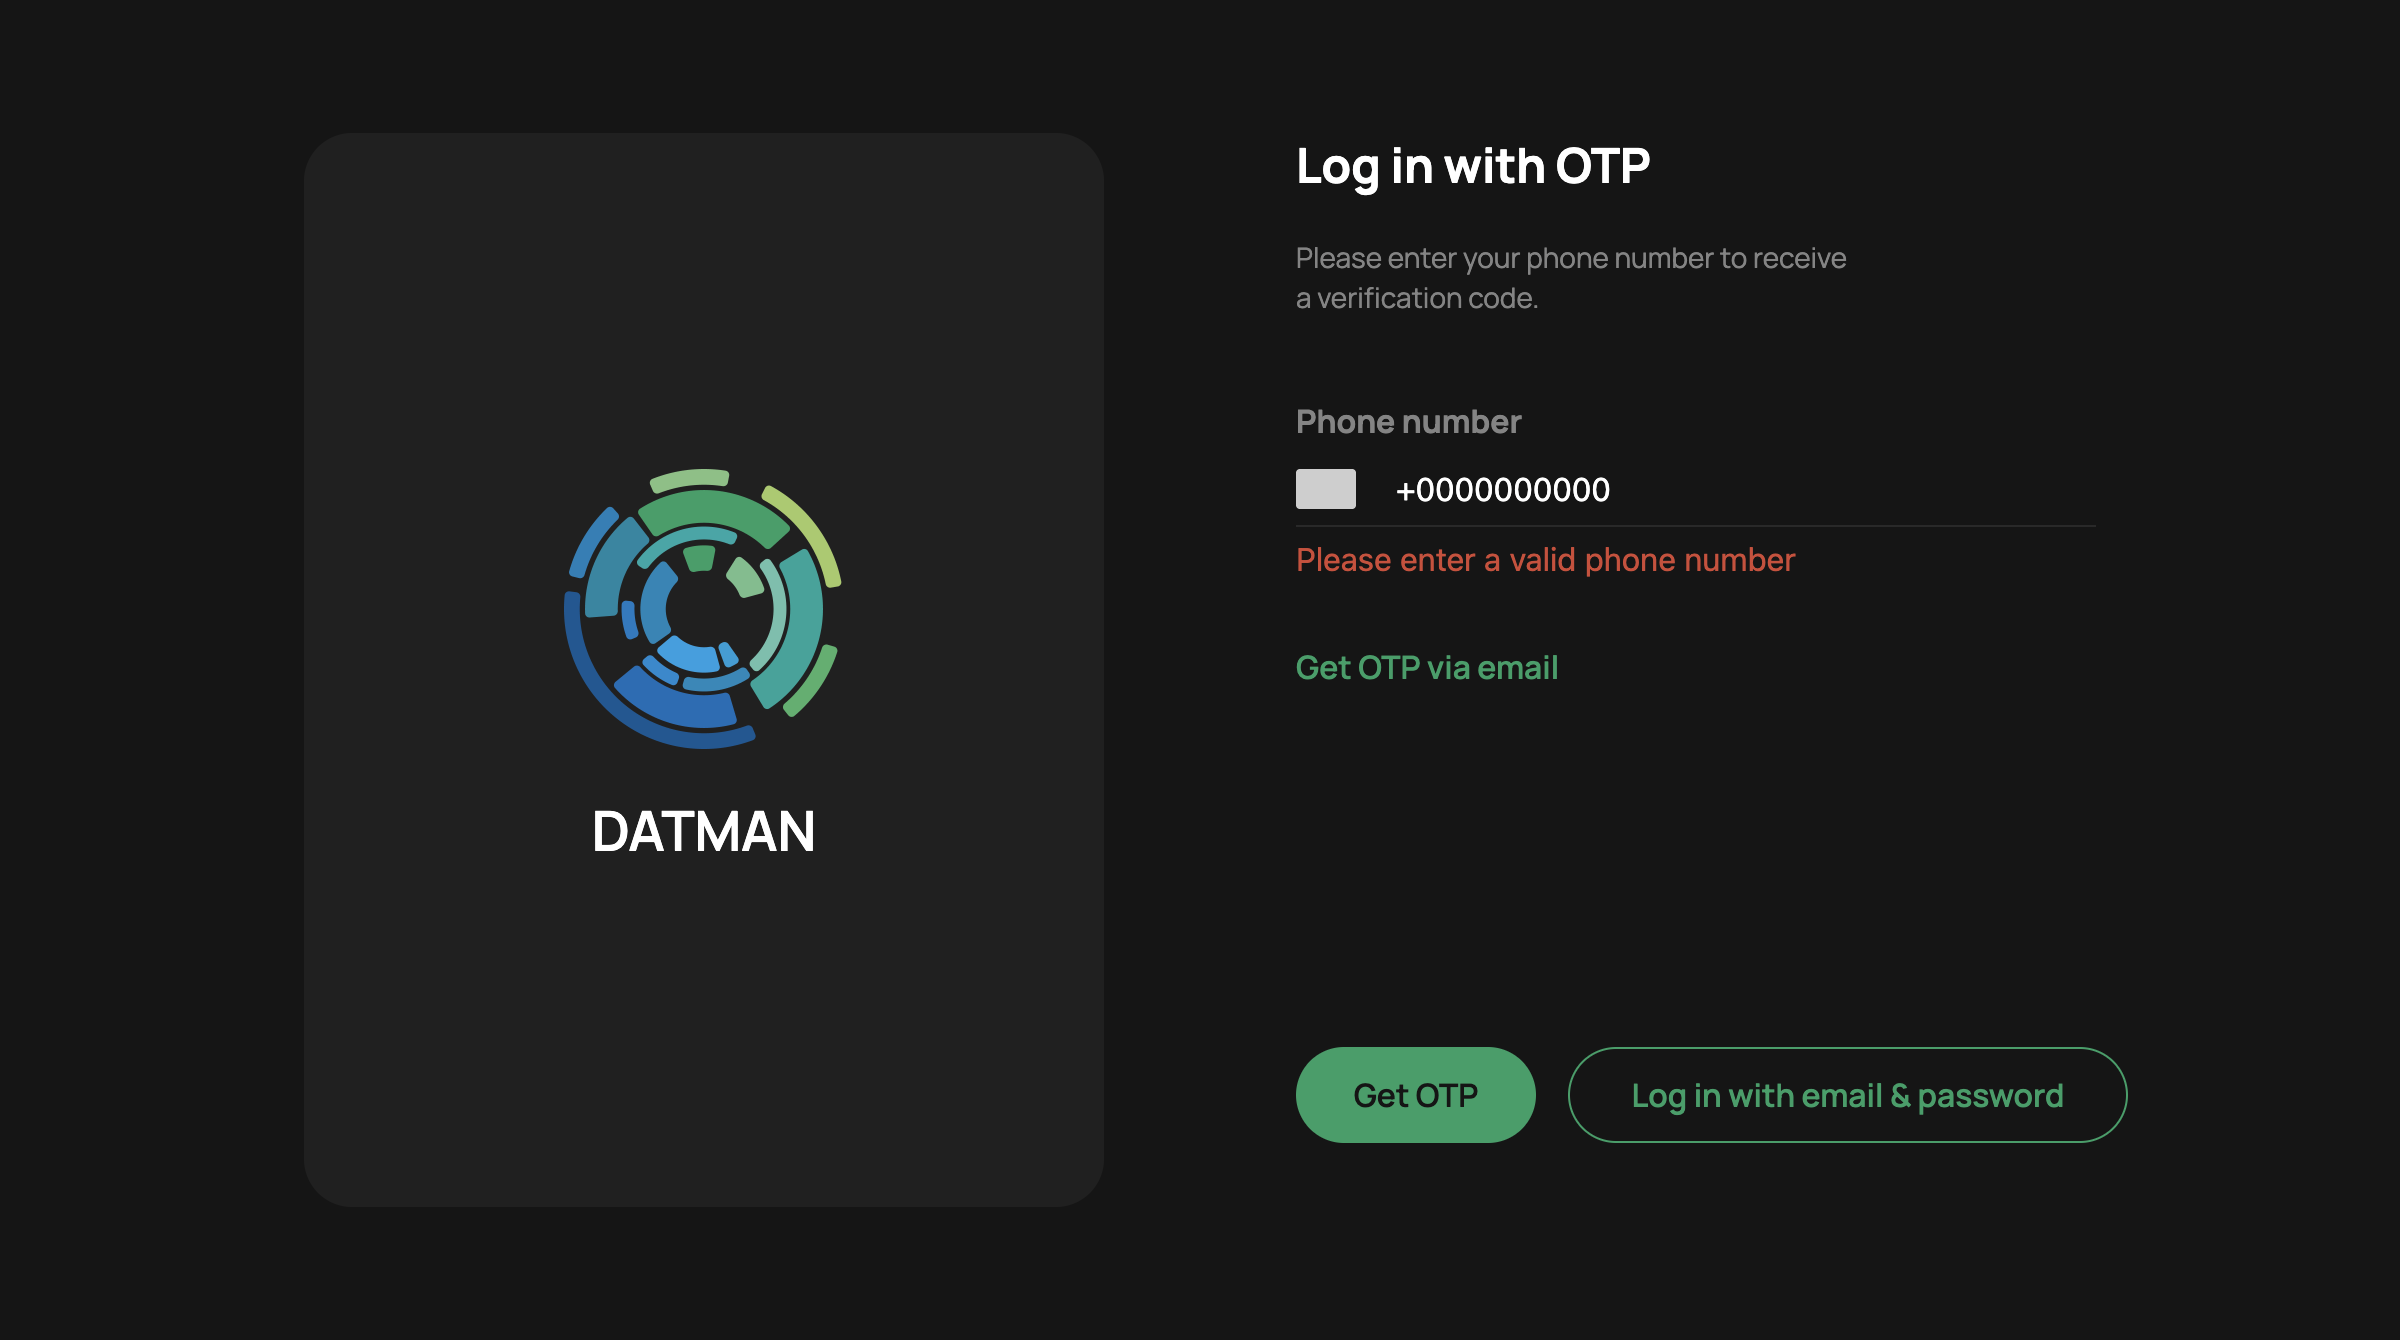 DATMAN
Log in with OTP
Please enter your phone number to receive
a verification code.
Phone number
+0000000000
Please enter a valid phone number
Get OTP via email
Get OTP
Log in with email & password